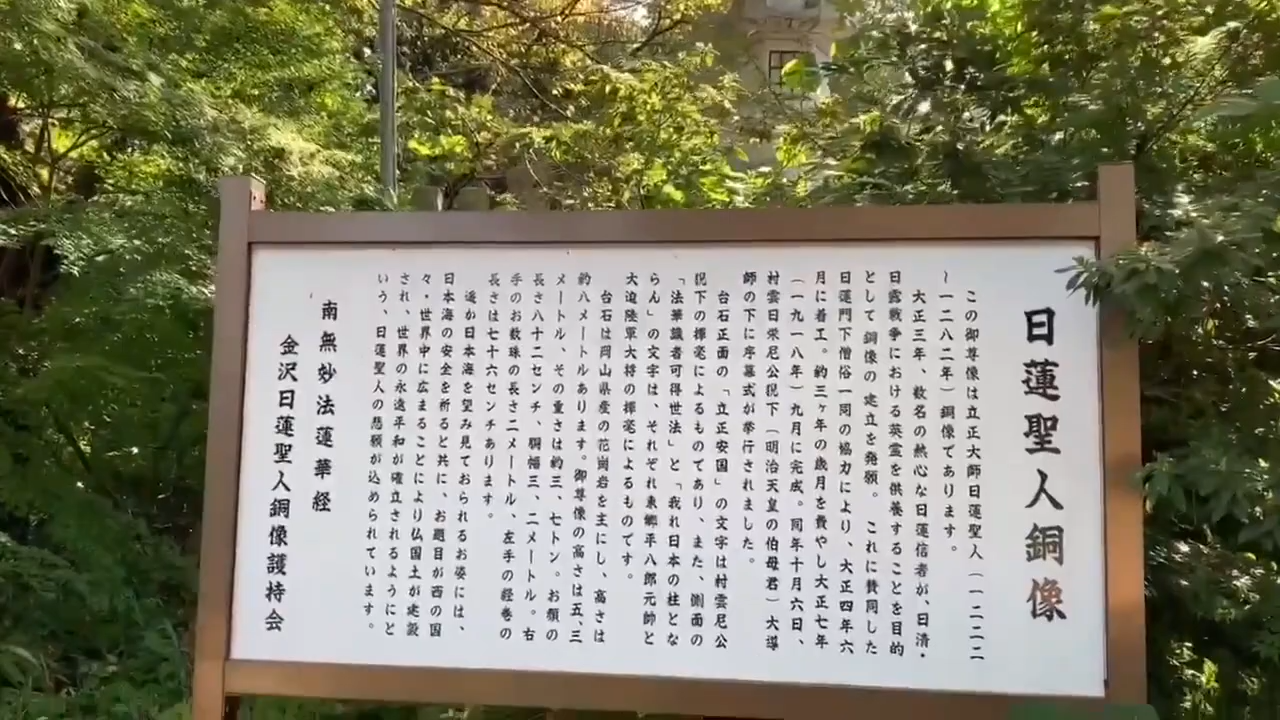 日蓮聖人銅像
この御尊像は立正大師日蓮聖人（一二二二
～一二八二年）銅像であります。
大正三年、数名の熱心な日蓮信者が、日清・
日露戦争における英霊を供養することを目的
として銅像の建立を発願。これに賛同した
日蓮門下僧俗一同の協力により、大正四年六
月に着工。約三ヶ年の歳月を費やし大正七年
（一九一八年）九月に完成。同年十月六日、
村雲日栄尼公猊下（明治天皇の伯母君）大導
師の下に序幕式が挙行されました。
台石正面の「立正安国」の文字は村雲尼公
猊下の揮毫によるものであり、また、側面の
「法華識者可得世法」と「我れ日本の柱とな
らん」の文字は、それぞれ東郷平八郎元帥と
大迫陸軍大将の揮毫によるものです。
台石は岡山県産の花崗岩を主にし、高さは
約八メートルあります。御尊像の高さは五、三
メートル、その重さは約三、七トン。お顔の
長さ八十二センチ、胴幅三、二メートル。右
手のお数珠の長さ二メートル、左手の経巻の
長さは七十六センチあります。
遥か日本海を望み見ておられるお姿には、
日本海の安全を祈ると共に、お題目が西の国
々・世界中に広まることにより仏国土が建設
され、世界の永遠平和が確立されるようにと
いう、日蓮聖人の悲願が込められています。
南無妙法蓮華経
金沢日蓮聖人銅像護持会